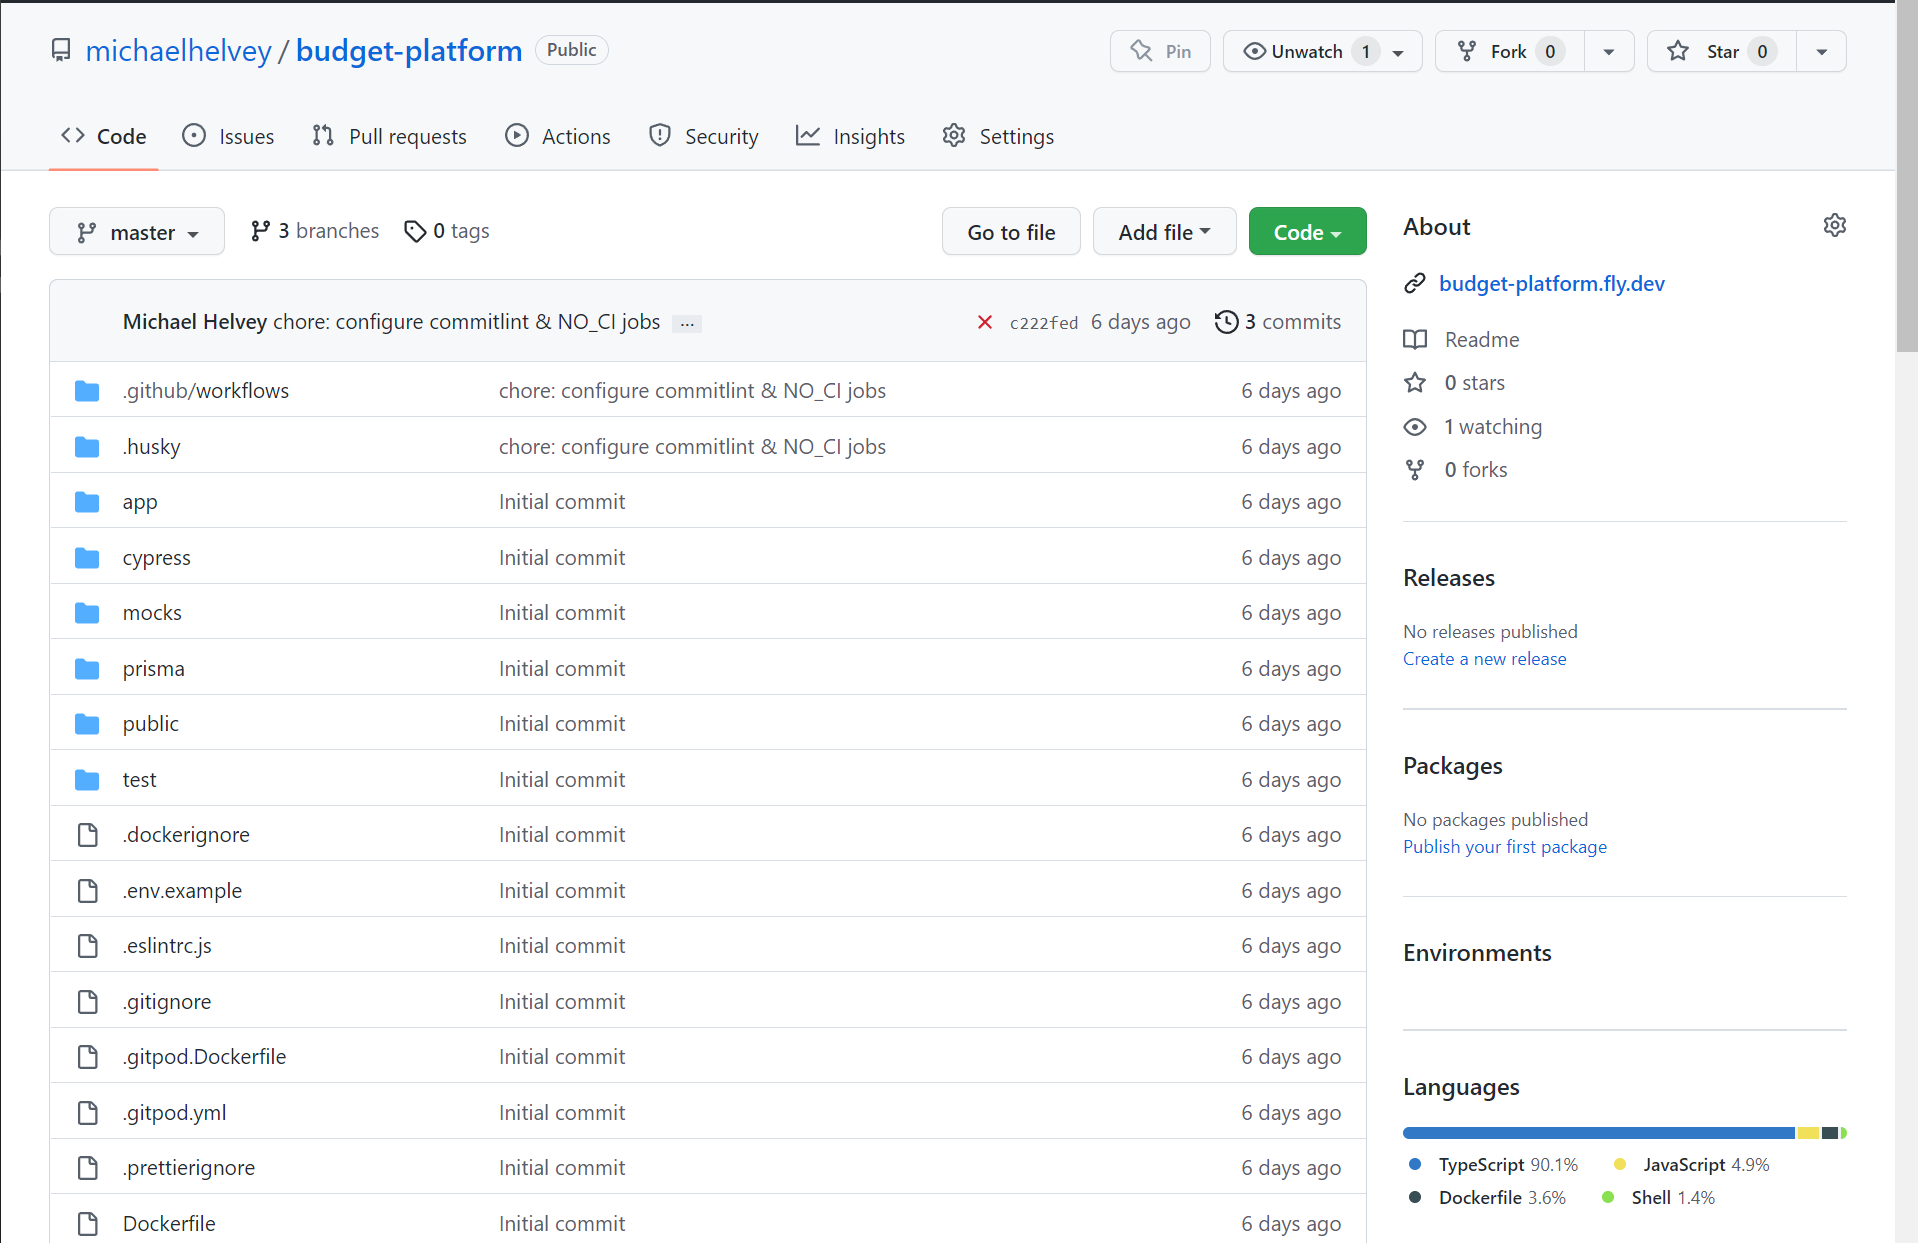 michaelhelvey / budget-platform Public
Pin
Unwatch 1
Fork 0
Star 0
Code
Issues
Pull requests
Actions
Security
Insights
Settings
master
3 branches
0 tags
Go to file
Add file
Code
Michael Helvey chore: configure commitlint & NO_CI jobs ...
c222fed 6 days ago
3 commits
.github/workflows chore: configure commitlint & NO_CI jobs 6 days ago
.husky chore: configure commitlint & NO_CI jobs 6 days ago
app Initial commit 6 days ago
cypress Initial commit 6 days ago
mocks Initial commit 6 days ago
prisma Initial commit 6 days ago
public Initial commit 6 days ago
test Initial commit 6 days ago
.dockerignore Initial commit 6 days ago
.env.example Initial commit 6 days ago
.eslintrc.js Initial commit 6 days ago
.gitignore Initial commit 6 days ago
.gitpod.Dockerfile Initial commit 6 days ago
.gitpod.yml Initial commit 6 days ago
.prettierignore Initial commit 6 days ago
Dockerfile Initial commit 6 days ago
About
budget-platform.fly.dev
Readme
0 stars
1 watching
0 forks
Releases
No releases published
Create a new release
Packages
No packages published
Publish your first package
Environments
Languages
TypeScript 90.1%
JavaScript 4.9%
Dockerfile 3.6%
Shell 1.4%